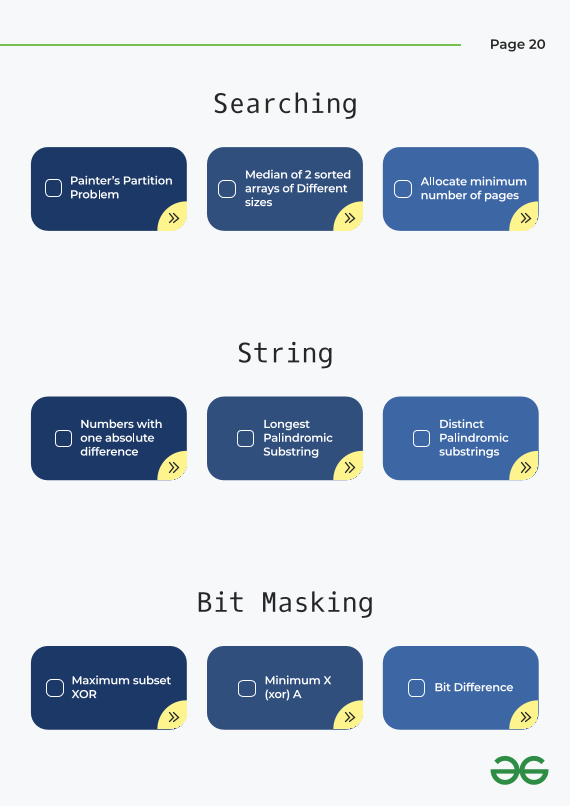 Page 20
Searching
Painter's Partition
Problem
Median of 2 sorted
arrays of Different
sizes
Allocate minimum
number of pages
String
Numbers with
one absolute
difference
Longest
Palindromic
Substring
Distinct
Palindromic
substrings
Bit Masking
Maximum subset
XOR
Minimum X
(xor) A
Bit Difference